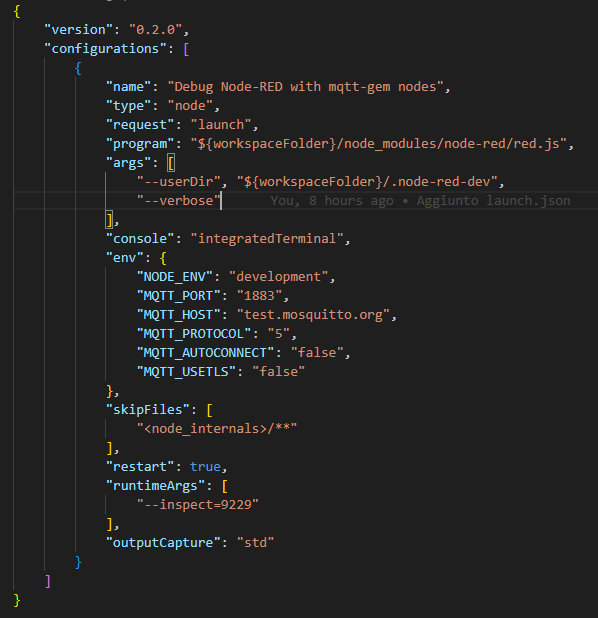 {
    "version": "0.2.0",
    "configurations": [
        {
            "name": "Debug Node-RED with mqtt-gem nodes",
            "type": "node",
            "request": "launch",
            "program": "${workspaceFolder}/node_modules/node-red/red.js",
            "args": [
                "--userDir", "${workspaceFolder}/.node-red-dev",
                "--verbose"      You, 8 hours ago • Aggiunto launch.json
            ],
            "console": "integratedTerminal",
            "env": {
                "NODE_ENV": "development",
                "MQTT_PORT": "1883",
                "MQTT_HOST": "test.mosquitto.org",
                "MQTT_PROTOCOL": "5",
                "MQTT_AUTOCONNECT": "false",
                "MQTT_USETLS": "false"
            },
            "skipFiles": [
                "<node_internals>/**"
            ],
            "restart": true,
            "runtimeArgs": [
                "--inspect=9229"
            ],
            "outputCapture": "std"
        }
    ]
}